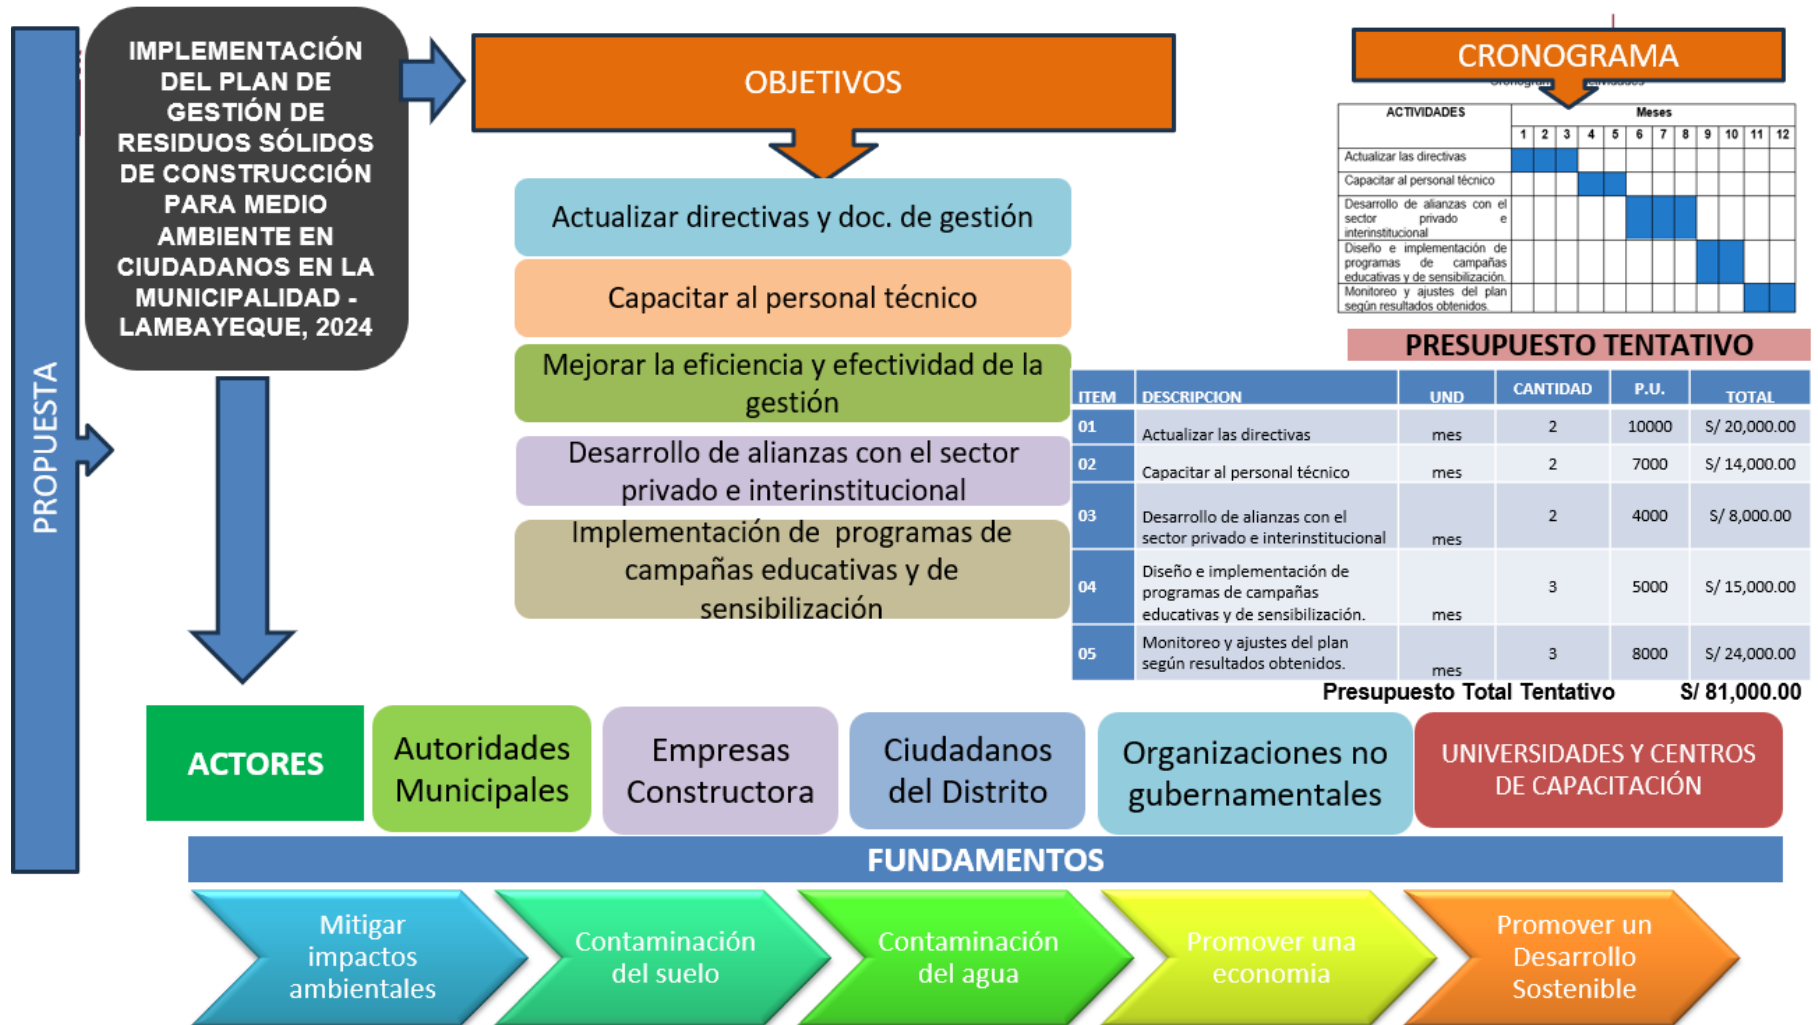 PROPUESTA
IMPLEMENTACIÓN
DEL PLAN DE
GESTIÓN DE
RESIDUOS SÓLIDOS
DE CONSTRUCCIÓN
PARA MEDIO
AMBIENTE EN
CIUDADANOS EN LA
MUNICIPALIDAD -
LAMBAYEQUE, 2024
OBJETIVOS
Actualizar directivas y doc. de gestión
Capacitar al personal técnico
Mejorar la eficiencia y efectividad de la
gestión
Desarrollo de alianzas con el sector
privado e interinstitucional
Implementación de programas de
campañas educativas y de
sensibilización
CRONOGRAMA
ACTIVIDADES Meses
1 2 3 4 5 6 7 8 9 10 11 12
Actualizar las directivas
Capacitar al personal técnico
Desarrollo de alianzas con el
sector privado e
interinstitucional
Diseño e implementación de
programas de campañas
educativas y de sensibilización.
Monitoreo y ajustes del plan
según resultados obtenidos.
PRESUPUESTO TENTATIVO
ITEM DESCRIPCION UND CANTIDAD P.U. TOTAL
01 Actualizar las directivas mes 2 10000 S/ 20,000.00
02 Capacitar al personal técnico mes 2 7000 S/ 14,000.00
03 Desarrollo de alianzas con el
sector privado e interinstitucional mes 2 4000 S/ 8,000.00
04 Diseño e implementación de
programas de campañas
educativas y de sensibilización. mes 3 5000 S/ 15,000.00
05 Monitoreo y ajustes del plan
según resultados obtenidos. mes 3 8000 S/ 24,000.00
Presupuesto Total Tentativo S/ 81,000.00
ACTORES
Autoridades
Municipales
Empresas
Constructora
Ciudadanos
del Distrito
Organizaciones no
gubernamentales
UNIVERSIDADES Y CENTROS
DE CAPACITACIÓN
FUNDAMENTOS
Mitigar
impactos
ambientales
Contaminación
del suelo
Contaminación
del agua
Promover una
economia
Promover un
Desarrollo
Sostenible